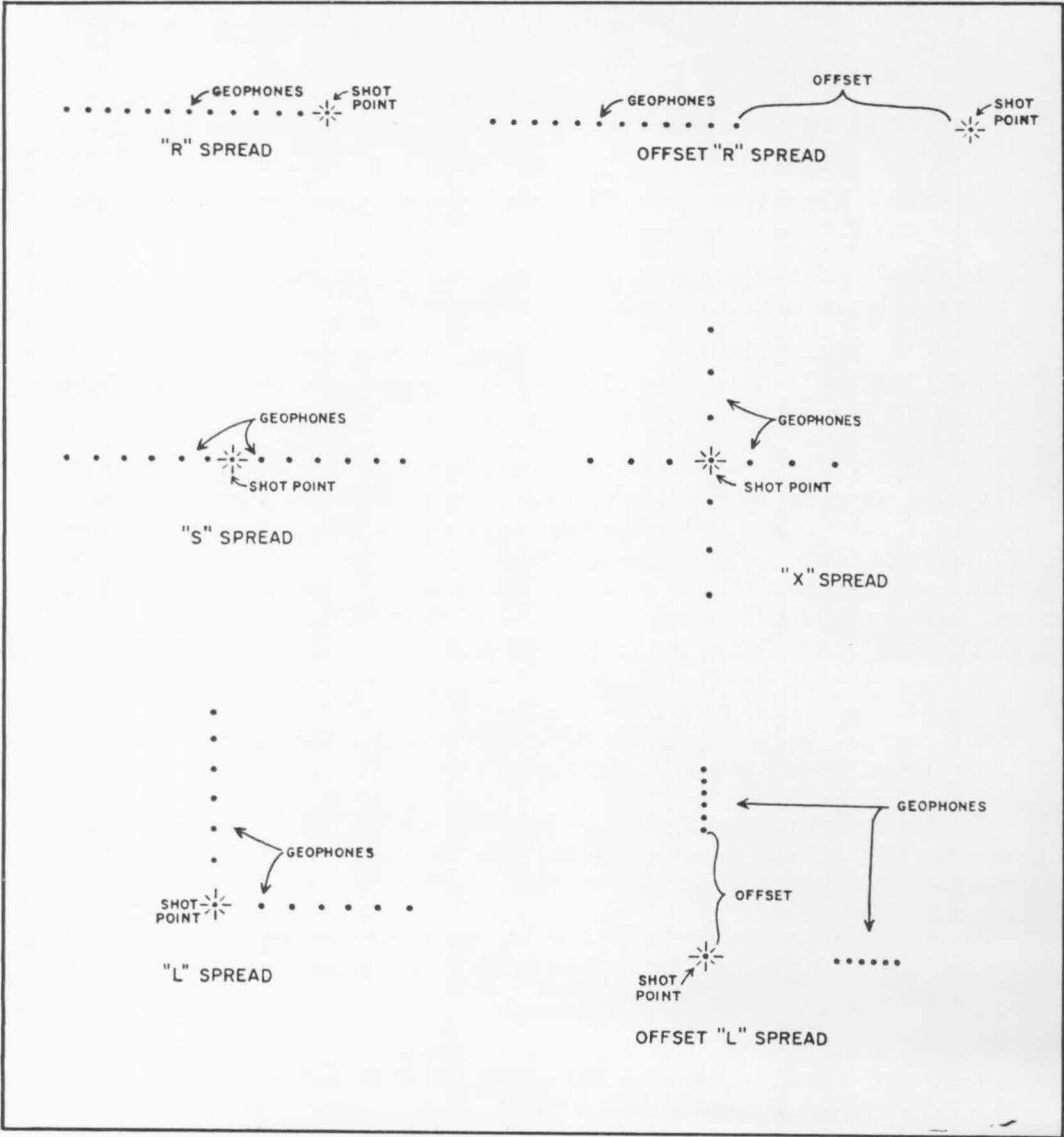 GEOPHONES
SHOT
POINT
"R" SPREAD
OFFSET
GEOPHONES
SHOT
POINT
OFFSET "R" SPREAD
GEOPHONES
SHOT POINT
"S" SPREAD
GEOPHONES
SHOT POINT
"X" SPREAD
GEOPHONES
SHOT
POINT
"L" SPREAD
GEOPHONES
OFFSET
SHOT
POINT
OFFSET "L" SPREAD